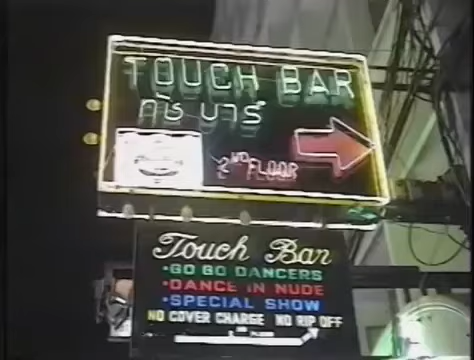 TOUCH BAR
ทัช บาร์
2ND FLOOR
Touch Bar
•GO GO DANCERS
•DANCE IN NUDE
•SPECIAL SHOW
NO COVER CHARGE NO RIP OFF